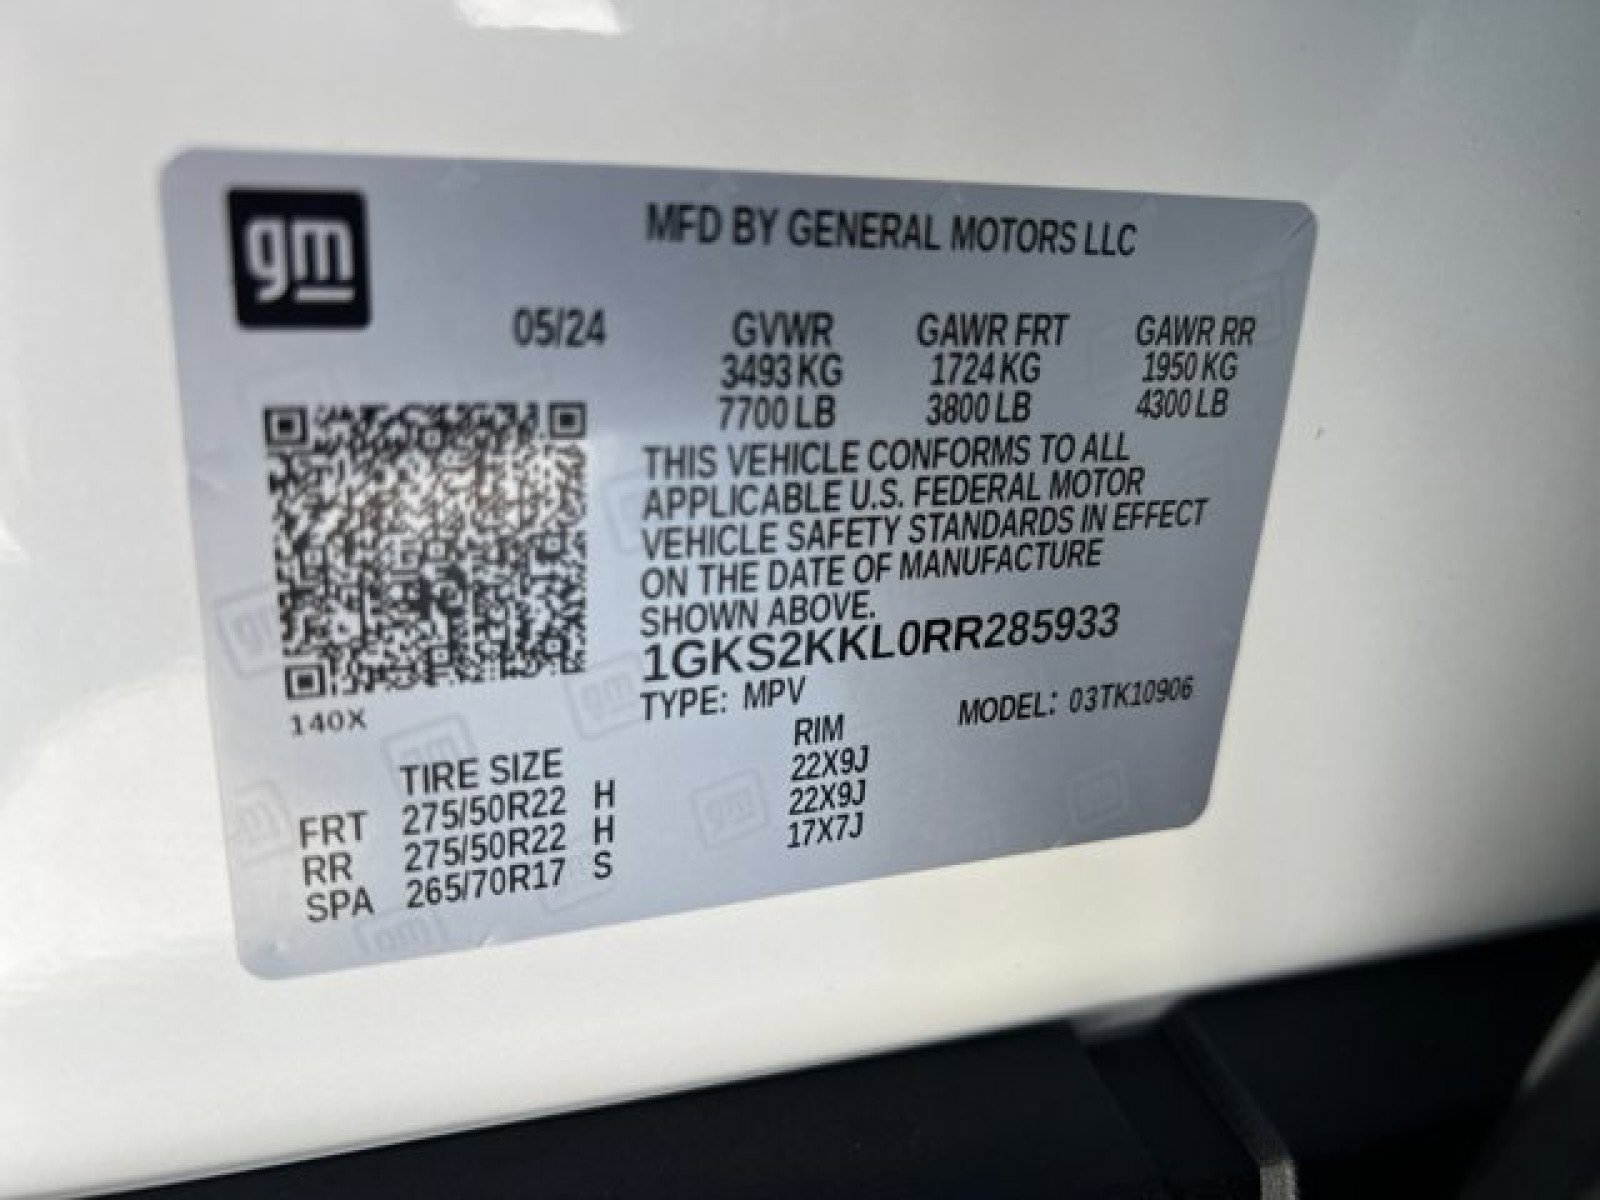 gm
MFD BY GENERAL MOTORS LLC
05/24 GVWR GAWR FRT GAWR RR
3493 KG 1724 KG 1950 KG
7700 LB 3800 LB 4300 LB
THIS VEHICLE CONFORMS TO ALL
APPLICABLE U.S. FEDERAL MOTOR
VEHICLE SAFETY STANDARDS IN EFFECT
ON THE DATE OF MANUFACTURE
SHOWN ABOVE.
1GKS2KKL0RR285933
TYPE: MPV MODEL: 03TK10906
140X
TIRE SIZE RIM
FRT 275/50R22 H 22X9J
RR 275/50R22 H 22X9J
SPA 265/70R17 S 17X7J